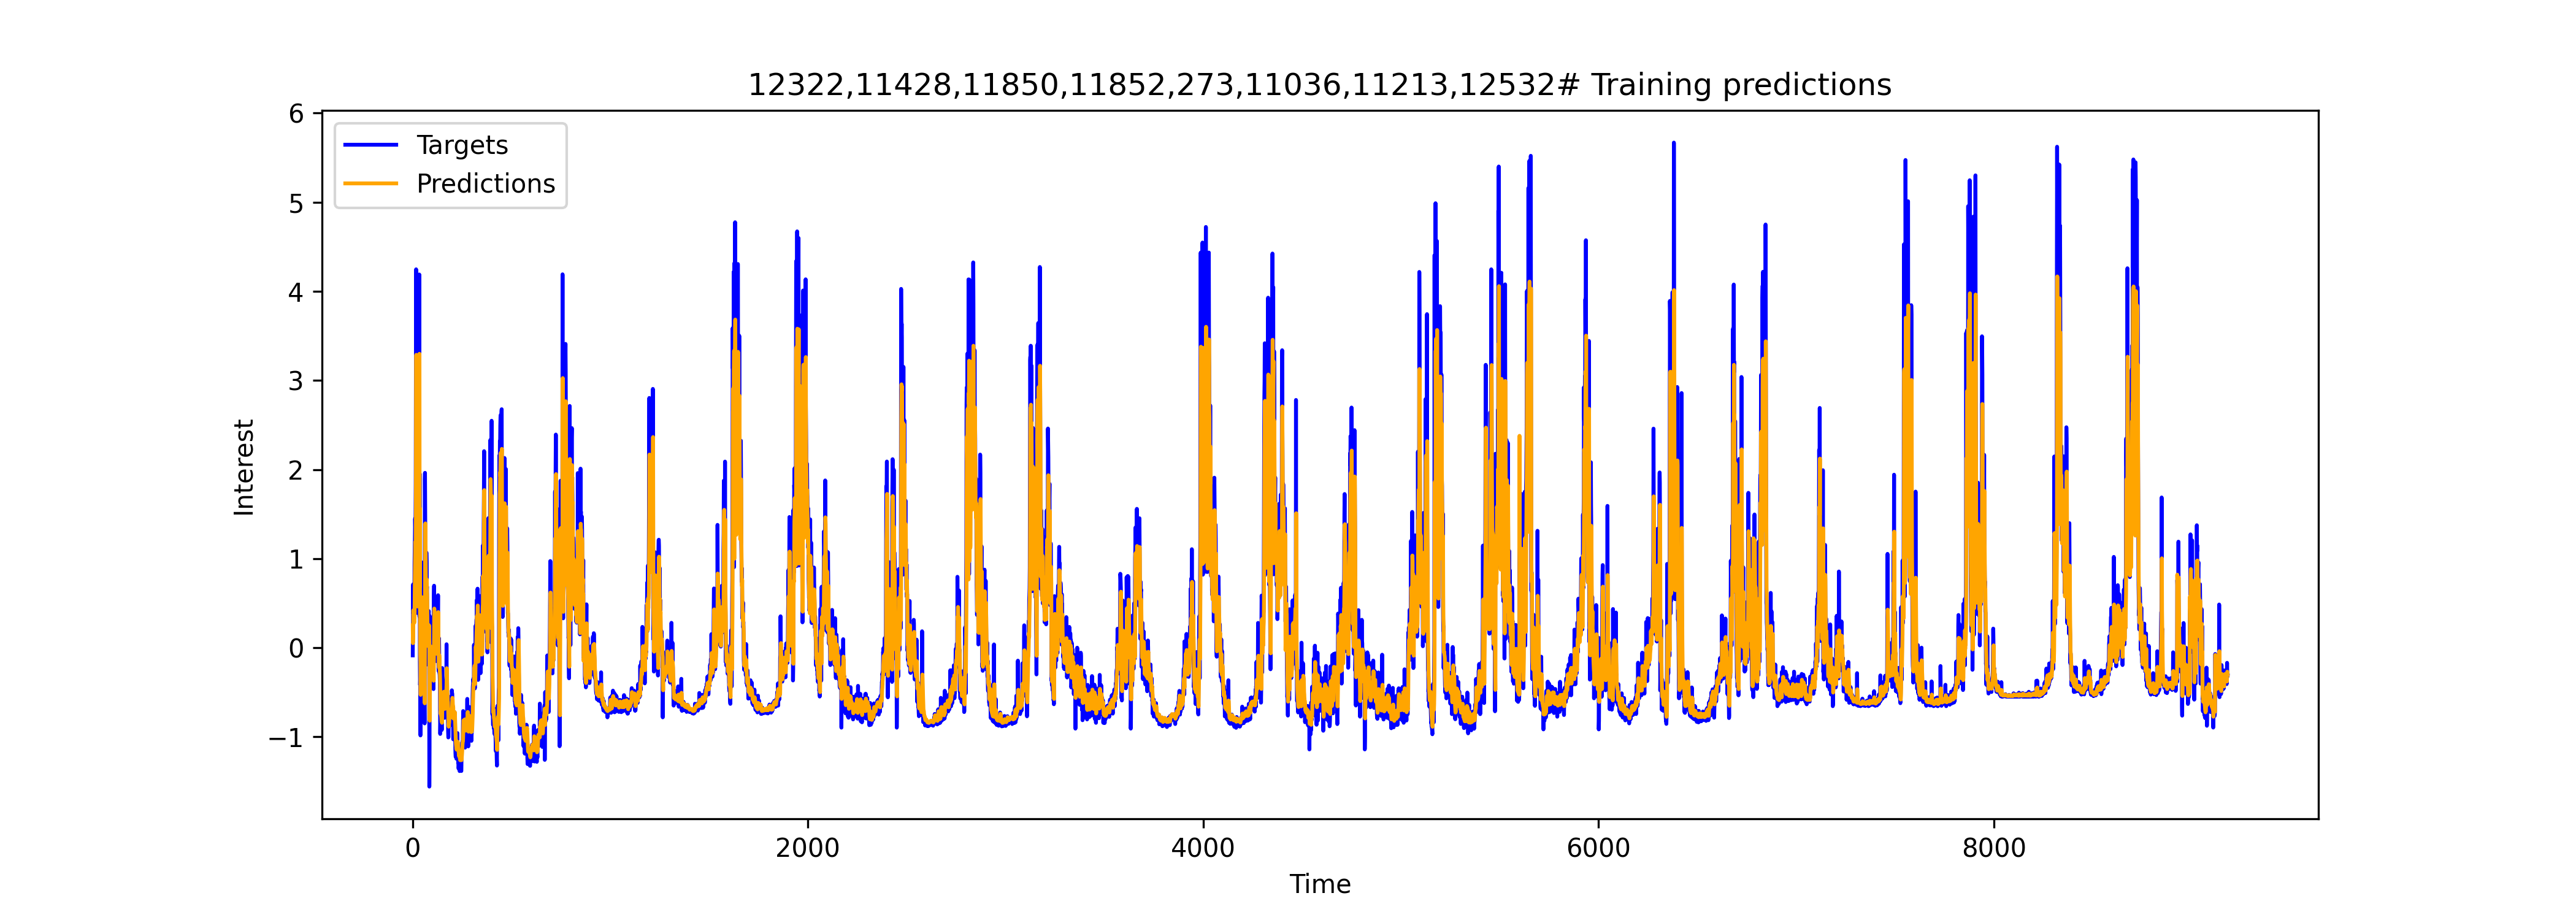 12322,11428,11850,11852,273,11036,11213,12532# Training predictions
6
5
4
3
2
1
0
−1
Targets
Predictions
Interest
0
2000
4000
6000
8000
Time